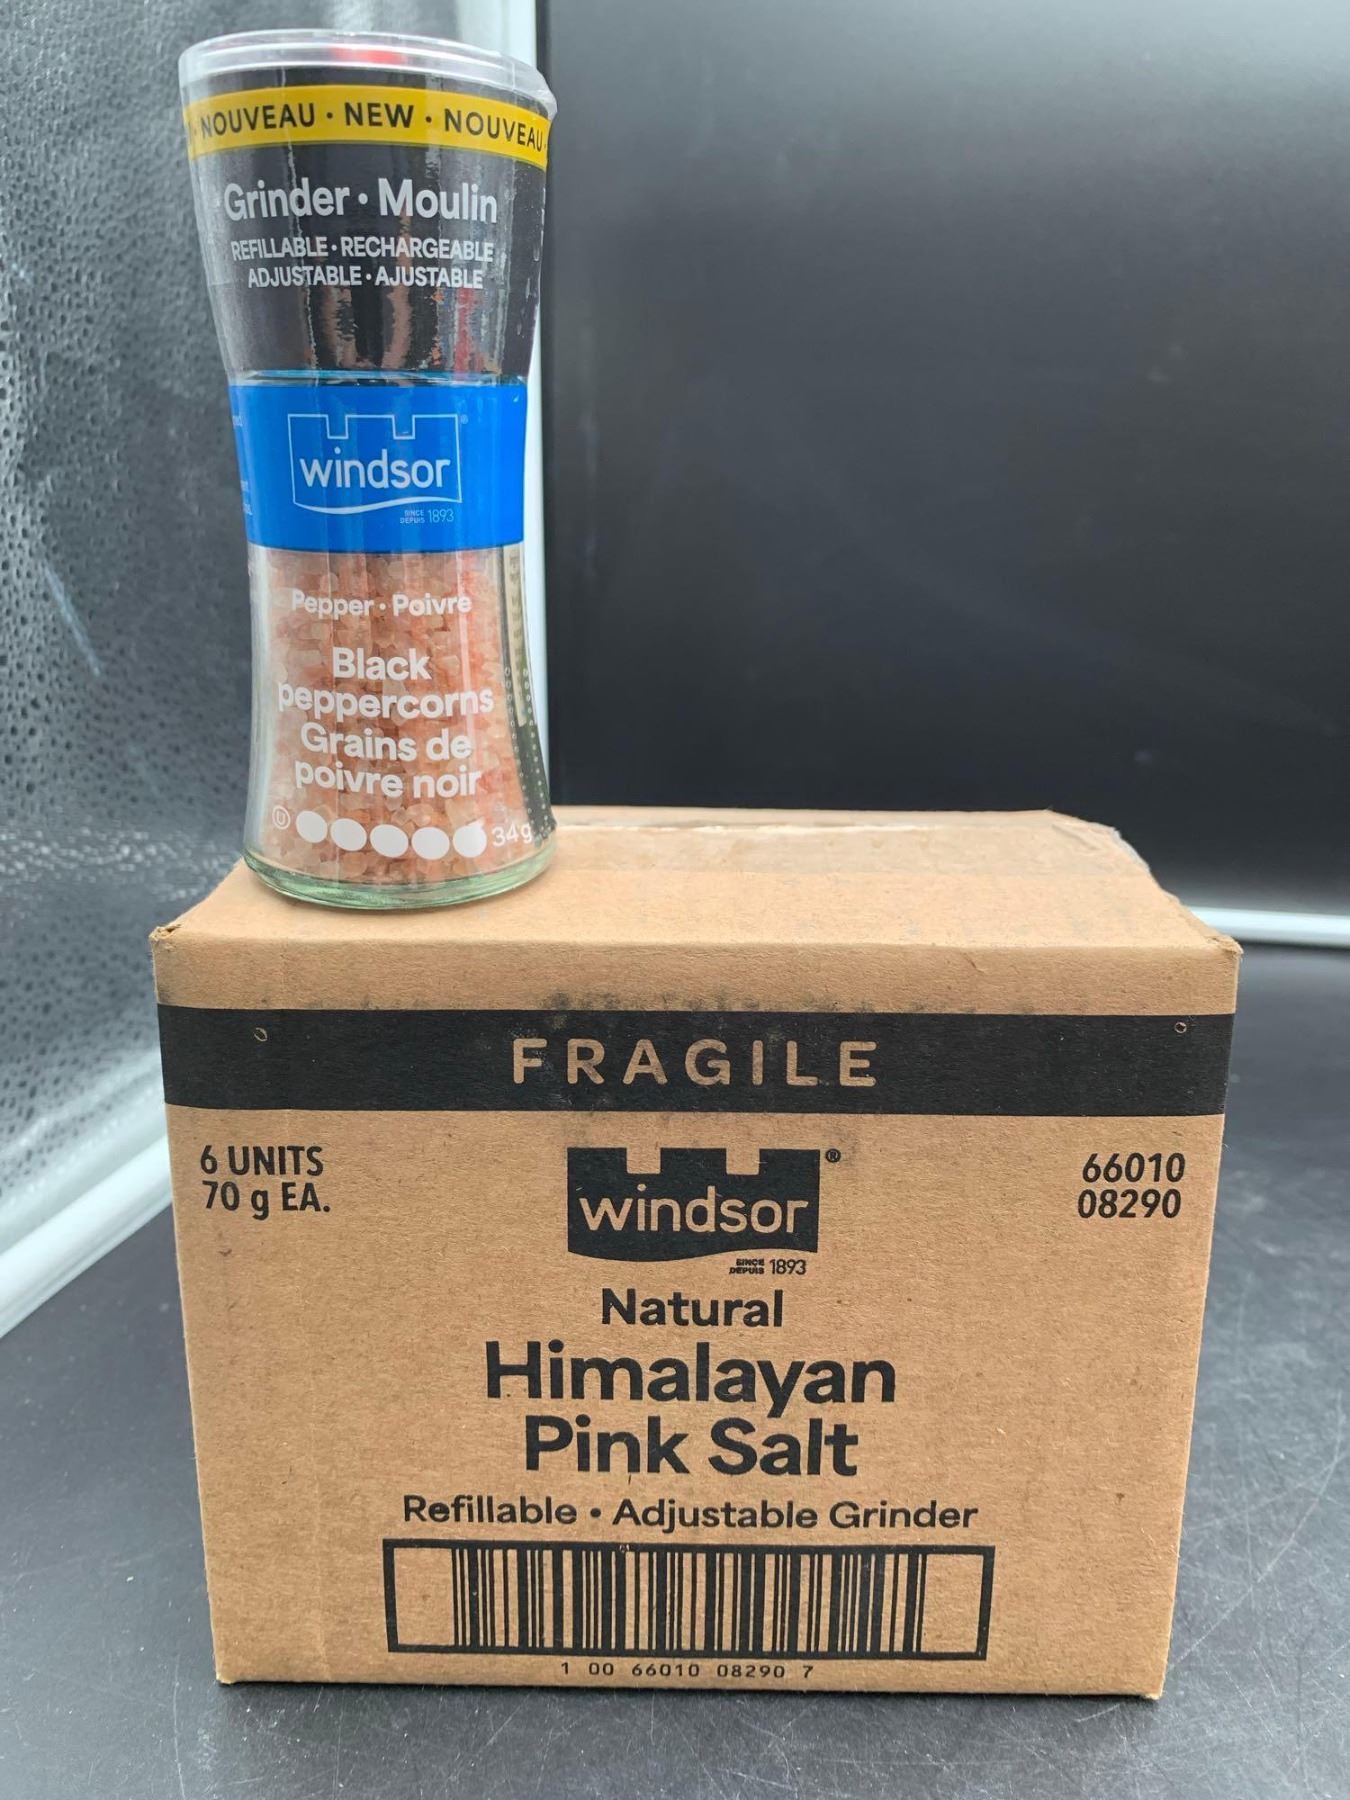 NOUVEAU · NEW · NOUVEAU ·
Grinder · Moulin
REFILLABLE · RECHARGEABLE
ADJUSTABLE · AJUSTABLE
windsor®
SINCE
DEPUIS 1893
Pepper · Poivre
Black
peppercorns
Grains de
poivre noir
U 34g
FRAGILE
6 UNITS
70 g EA.
windsor®
SINCE
DEPUIS 1893
66010
08290
Natural
Himalayan
Pink Salt
Refillable • Adjustable Grinder
1 00 66010 08290 7